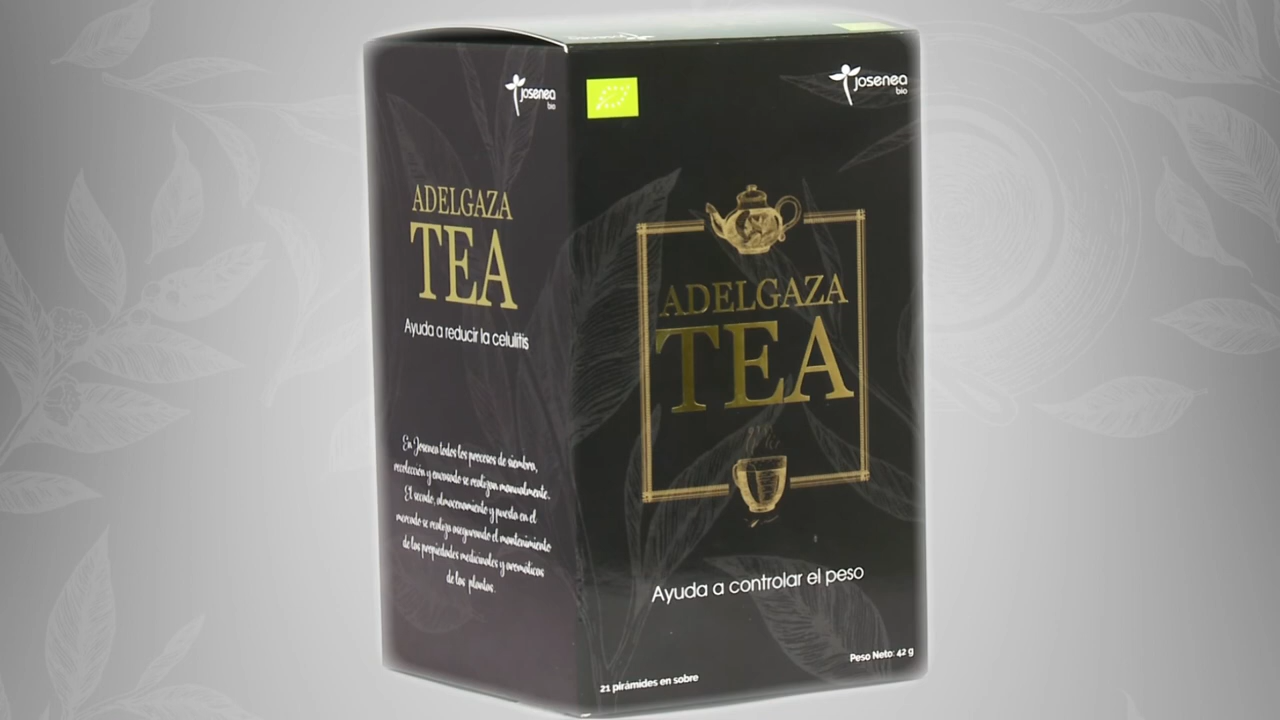 josenea
bio
ADELGAZA
TEA
Ayuda a reducir la celulitis
En Josenea todos los procesos de siembra,
recolección y envasado se realizan manualmente.
El secado, almacenamiento y puesta en el
mercado se realiza asegurando el mantenimiento
de las propiedades medicinales y aromáticas
de las plantas.
josenea
bio
ADELGAZA
TEA
Ayuda a controlar el peso
21 pirámides en sobre
Peso Neto: 42 g